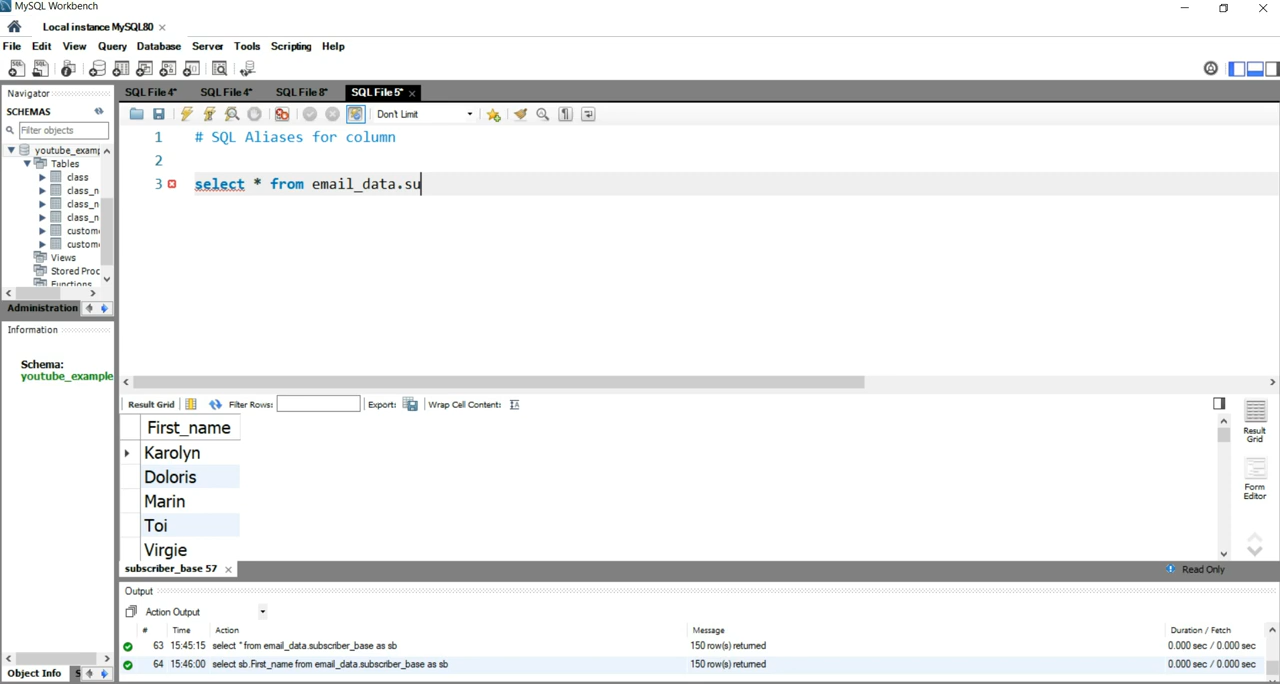 MySQL Workbench
Local instance MySQL80
File Edit View Query Database Server Tools Scripting Help
Navigator
SCHEMAS
Filter objects
youtube_examp
Tables
class
class_n
class_n
class_n
custom
custom
Views
Stored Proc
Functions
Administration
Information
Schema:
youtube_example
Object Info S
SQL File 4* SQL File 4* SQL File 8* SQL File 5*
Don't Limit
1 # SQL Aliases for column
2
3 select * from email_data.su
Result Grid Filter Rows: Export: Wrap Cell Content:
First_name
Karolyn
Doloris
Marin
Toi
Virgie
Result
Grid
Form
Editor
subscriber_base 57
Read Only
Output
Action Output
# Time Action Message Duration / Fetch
63 15:45:15 select * from email_data.subscriber_base as sb 150 row(s) returned 0.000 sec / 0.000 sec
64 15:46:00 select sb.First_name from email_data.subscriber_base as sb 150 row(s) returned 0.000 sec / 0.000 sec